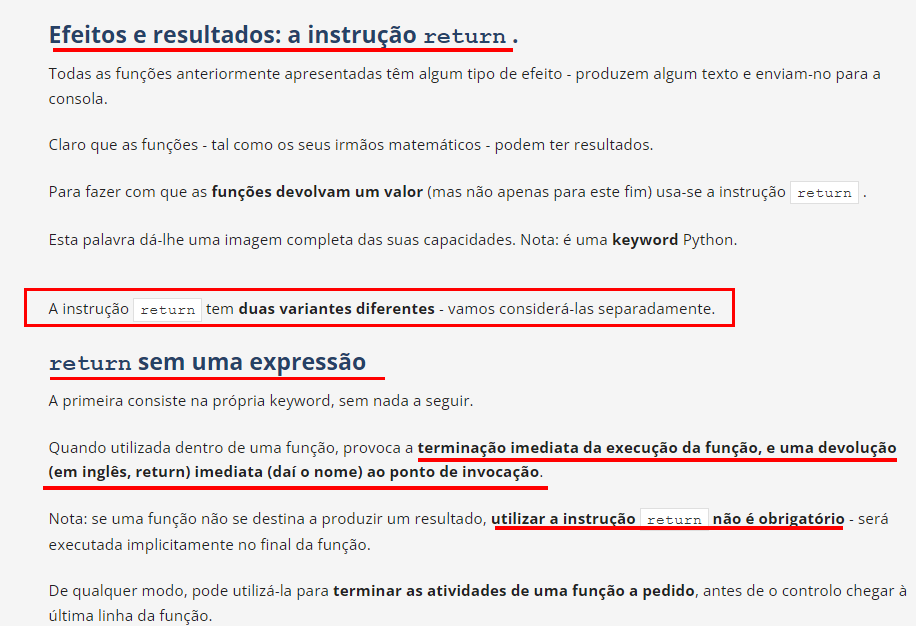 Efeitos e resultados: a instrução return.
Todas as funções anteriormente apresentadas têm algum tipo de efeito - produzem algum texto e enviam-no para a
consola.
Claro que as funções - tal como os seus irmãos matemáticos - podem ter resultados.
Para fazer com que as funções devolvam um valor (mas não apenas para este fim) usa-se a instrução return .
Esta palavra dá-lhe uma imagem completa das suas capacidades. Nota: é uma keyword Python.
A instrução return tem duas variantes diferentes - vamos considerá-las separadamente.
return sem uma expressão
A primeira consiste na própria keyword, sem nada a seguir.
Quando utilizada dentro de uma função, provoca a terminação imediata da execução da função, e uma devolução
(em inglês, return) imediata (daí o nome) ao ponto de invocação.
Nota: se uma função não se destina a produzir um resultado, utilizar a instrução return não é obrigatório - será
executada implicitamente no final da função.
De qualquer modo, pode utilizá-la para terminar as atividades de uma função a pedido, antes de o controlo chegar à
última linha da função.